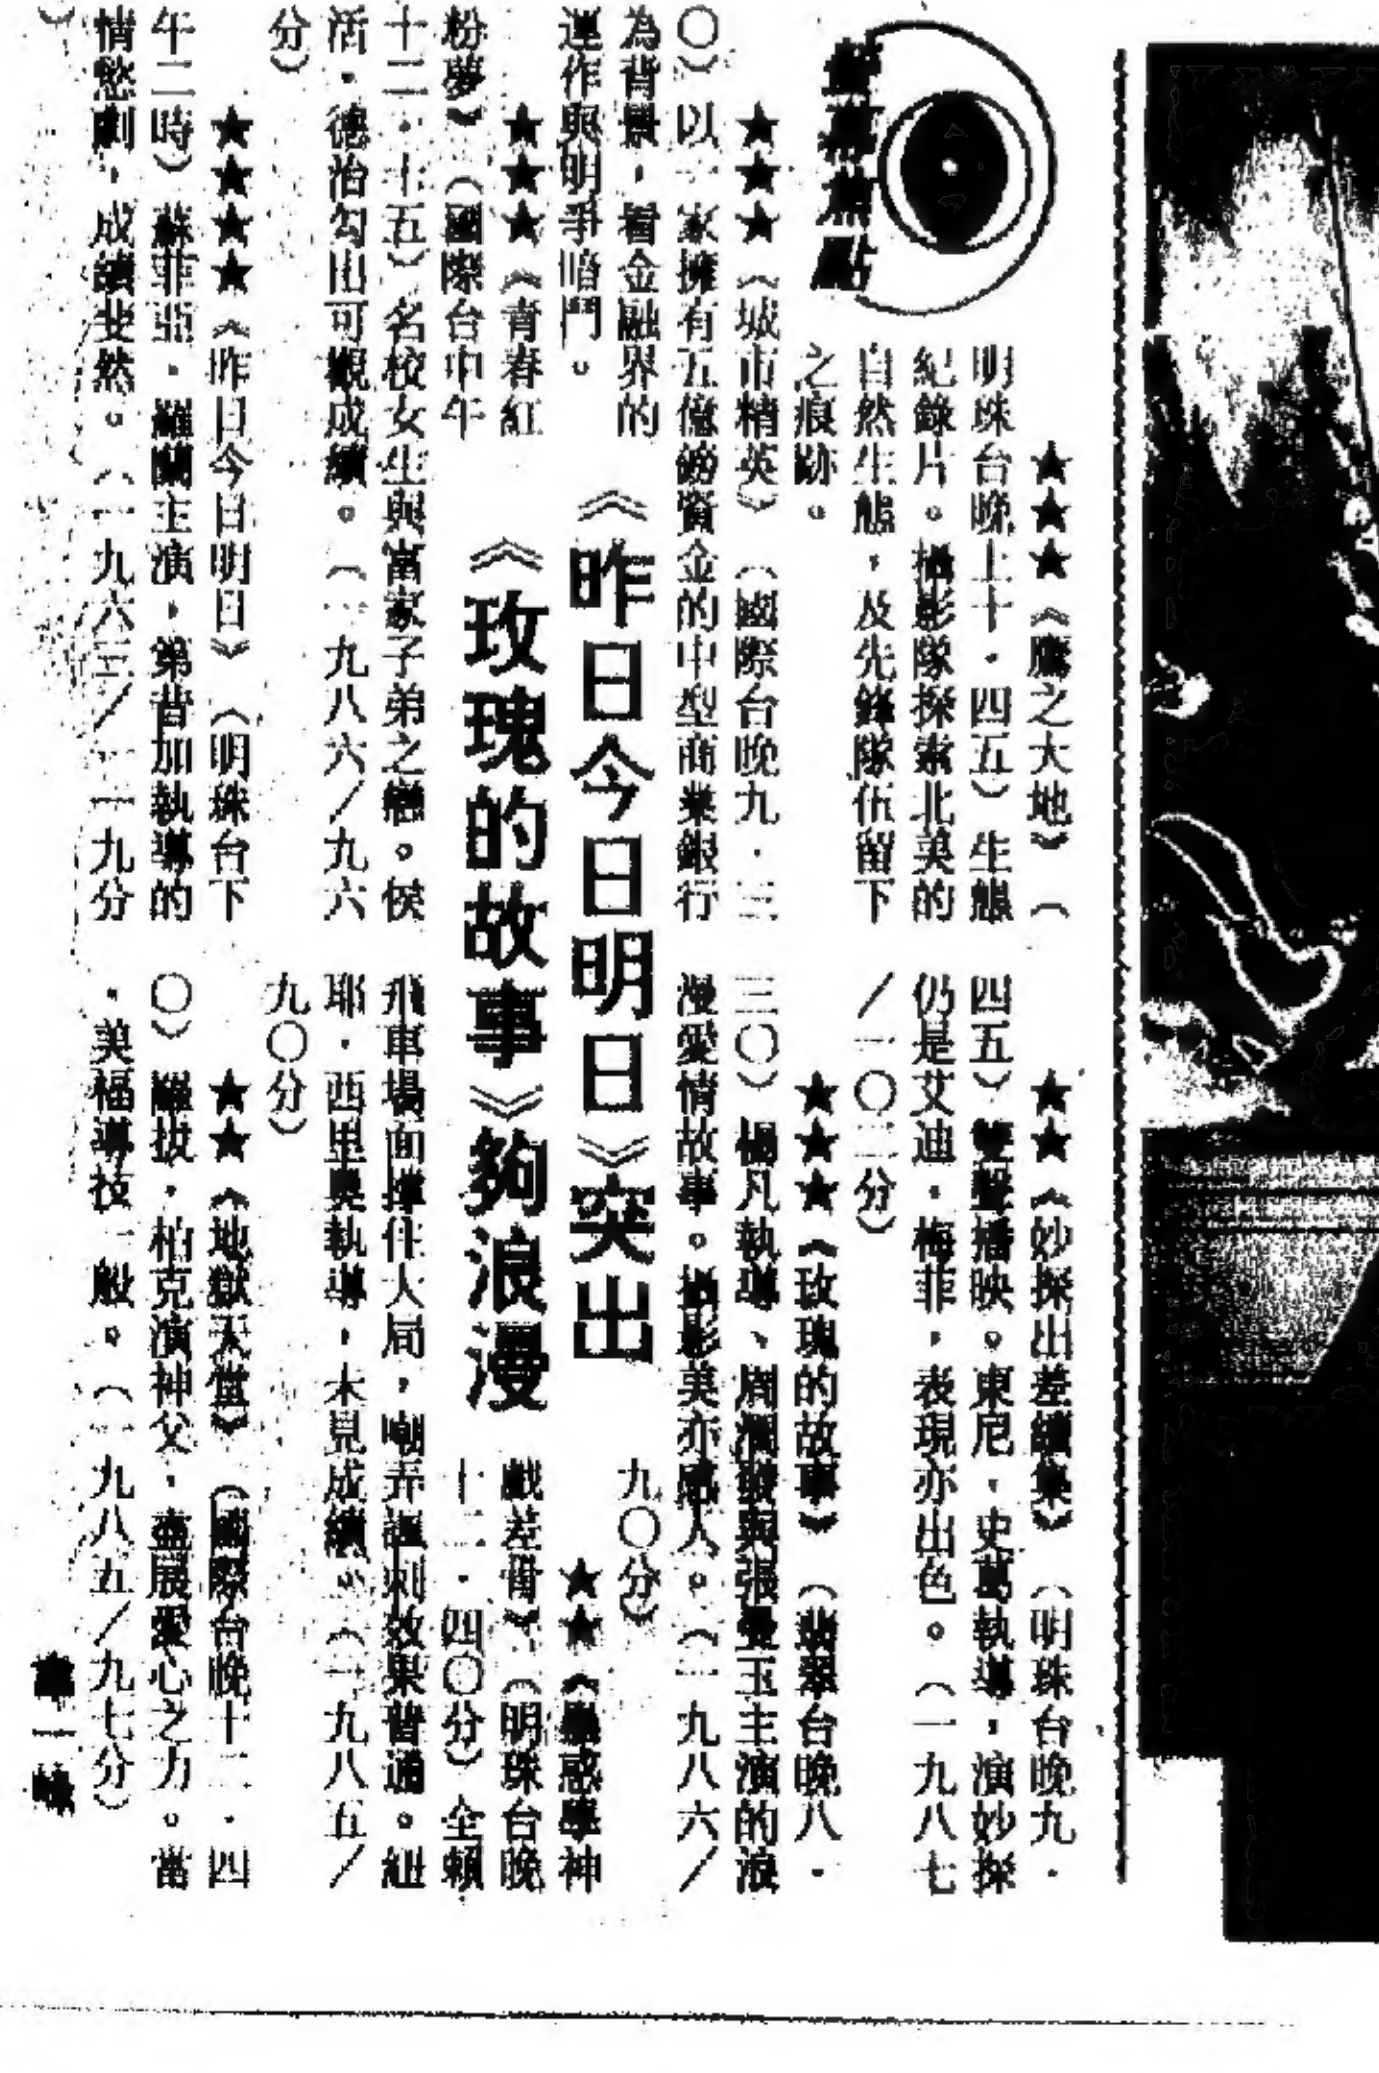 螢幕焦點
《昨日今日明日》突出
《玫瑰的故事》夠浪漫
★★★《鷹之大地》（
明珠台晚上十．四五）生態
紀錄片。攝影隊探索北美的
自然生態，及先鋒隊伍留下
之痕跡。
★★★《城市精英》（國際台晚九．三
〇）以一家擁有五億鎊資金的中型商業銀行
為背景，看金融界的
運作與明爭暗鬥。
★★★《青春紅
粉夢》（國際台中午
十二．十五）名校女生與富家子弟之戀。侯
活．德治勾出可觀成績。（一九八六／九六
分）
★★★★《昨日今日明日》（明珠台下
午二時）蘇菲亞．羅蘭主演，第昔加執導的
情慾劇，成績斐然。（一九六三／一一九分
）
★★《妙探出差續集》（明珠台晚九．
四五）雙聲播映。東尼．史葛執導，演妙探
仍是艾迪．梅菲，表現亦出色。（一九八七
／一〇二分）
★★★《玫瑰的故事》（翡翠台晚八．
三〇）楊凡執導、周潤發與張曼玉主演的浪
漫愛情故事。攝影美亦感人。（一九八六／
九〇分）
★★《蠱惑學神
戲差骨》（明珠台晚
十二．四〇分）全賴
飛車場面撐住大局，嘲弄諷刺效果普通。紐
耶．西里奧執導，未見成績。（一九八五／
九〇分）
★★《地獄天堂》（國際台晚十二．四
〇）羅拔．柏克演神父，盡展愛心之力。當
．美福導技一般。（一九八五／九七分）